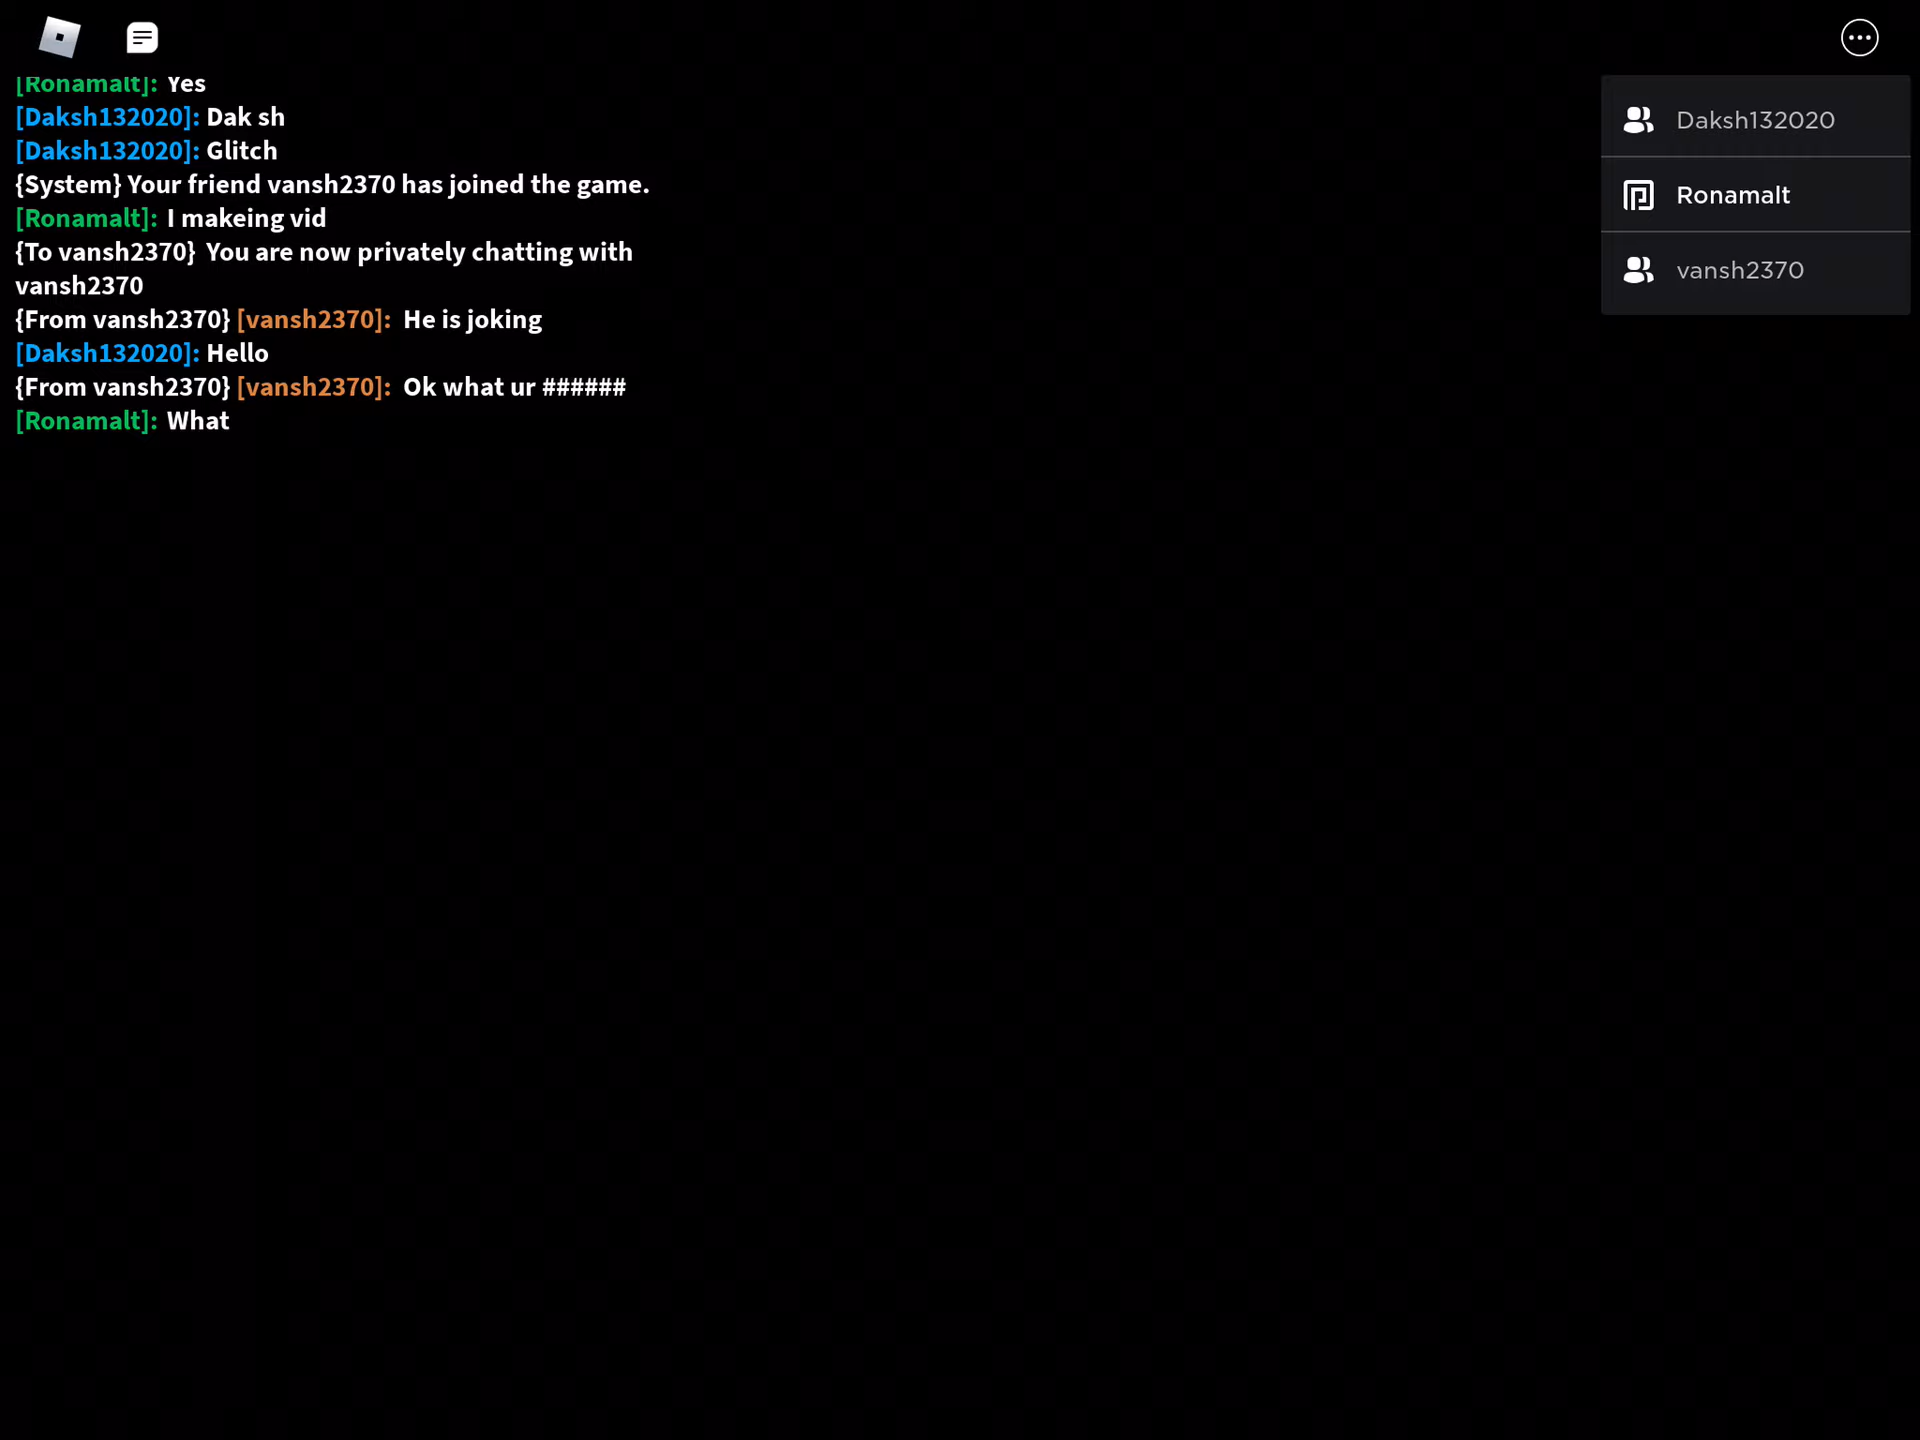 [Ronamalt]: Yes
[Daksh132020]: Dak sh
[Daksh132020]: Glitch
{System} Your friend vansh2370 has joined the game.
[Ronamalt]: I makeing vid
{To vansh2370} You are now privately chatting with
vansh2370
{From vansh2370} [vansh2370]: He is joking
[Daksh132020]: Hello
{From vansh2370} [vansh2370]: Ok what ur ######
[Ronamalt]: What
Daksh132020
Ronamalt
vansh2370